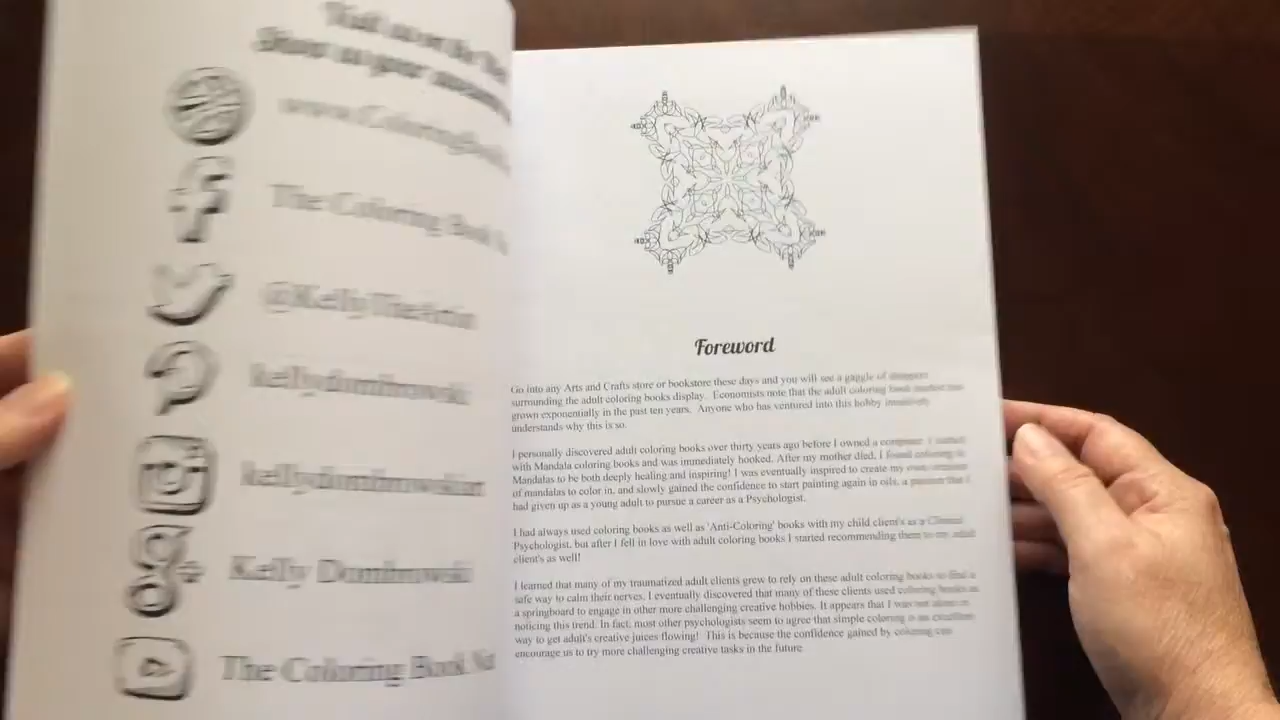 The Coloring Book
@KellyTheArtist
kellydombrowski
kellydombrowskiart
Kelly Dombrowski
The Coloring Book
Foreword
Go into any Arts and Crafts store or bookstore these days and you will see a gaggle of
surrounding the adult coloring books display. Economists note that the adult coloring book market has
grown exponentially in the past ten years. Anyone who has ventured into this hobby
understands why this is so.
I personally discovered adult coloring books over thirty years ago before I owned a computer. I started
with Mandala coloring books and was immediately hooked. After my mother died, I found coloring in
Mandalas to be both deeply healing and inspiring! I was eventually inspired to create my own
of mandalas to color in, and slowly gained the confidence to start painting again in oils, a passion that I
had given up as a young adult to pursue a career as a Psychologist.
I had always used coloring books as well as 'Anti-Coloring' books with my child client's as a Clinical
Psychologist, but after I fell in love with adult coloring books I started recommending them to my adult
client's as well!
I learned that many of my traumatized adult clients grew to rely on these adult coloring books to find a
safe way to calm their nerves. I eventually discovered that many of these clients used coloring books as
a springboard to engage in other more challenging creative hobbies. It appears that I was not alone in
noticing this trend. In fact, most other psychologists seem to agree that simple coloring is an excellent
way to get adult's creative juices flowing! This is because the confidence gained by coloring can
encourage us to try more challenging creative tasks in the future